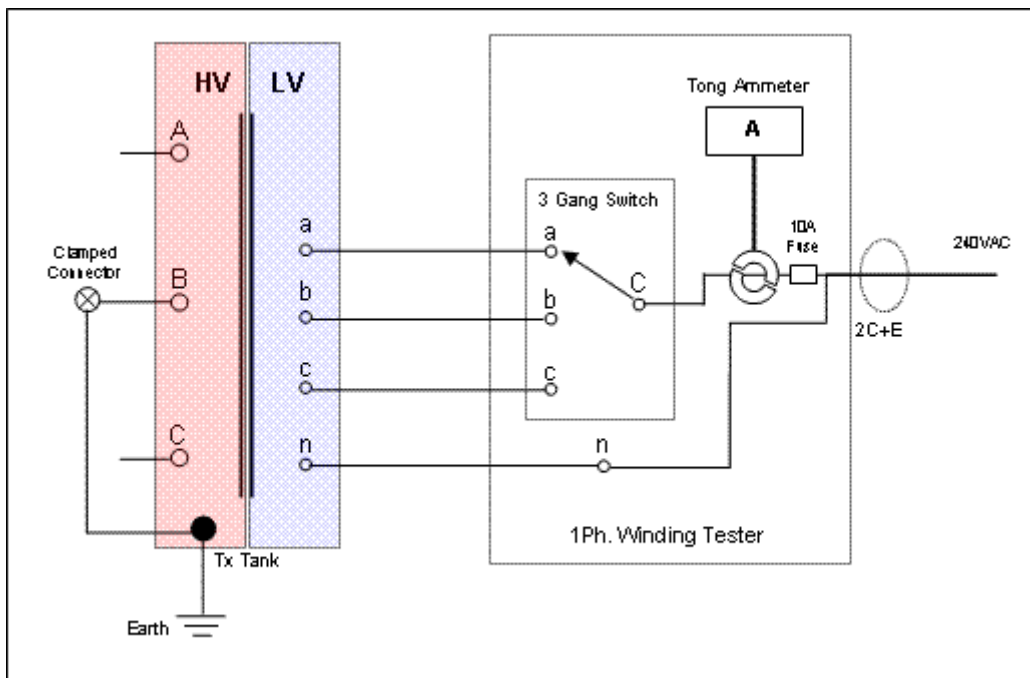 HV
LV
Tong Ammeter
A
A
3 Gang Switch
a
a
10A
Fuse
240VAC
Clamped
Connector
B
b
b
C
2C+E
c
c
C
n
n
1Ph. Winding Tester
Tx Tank
Earth